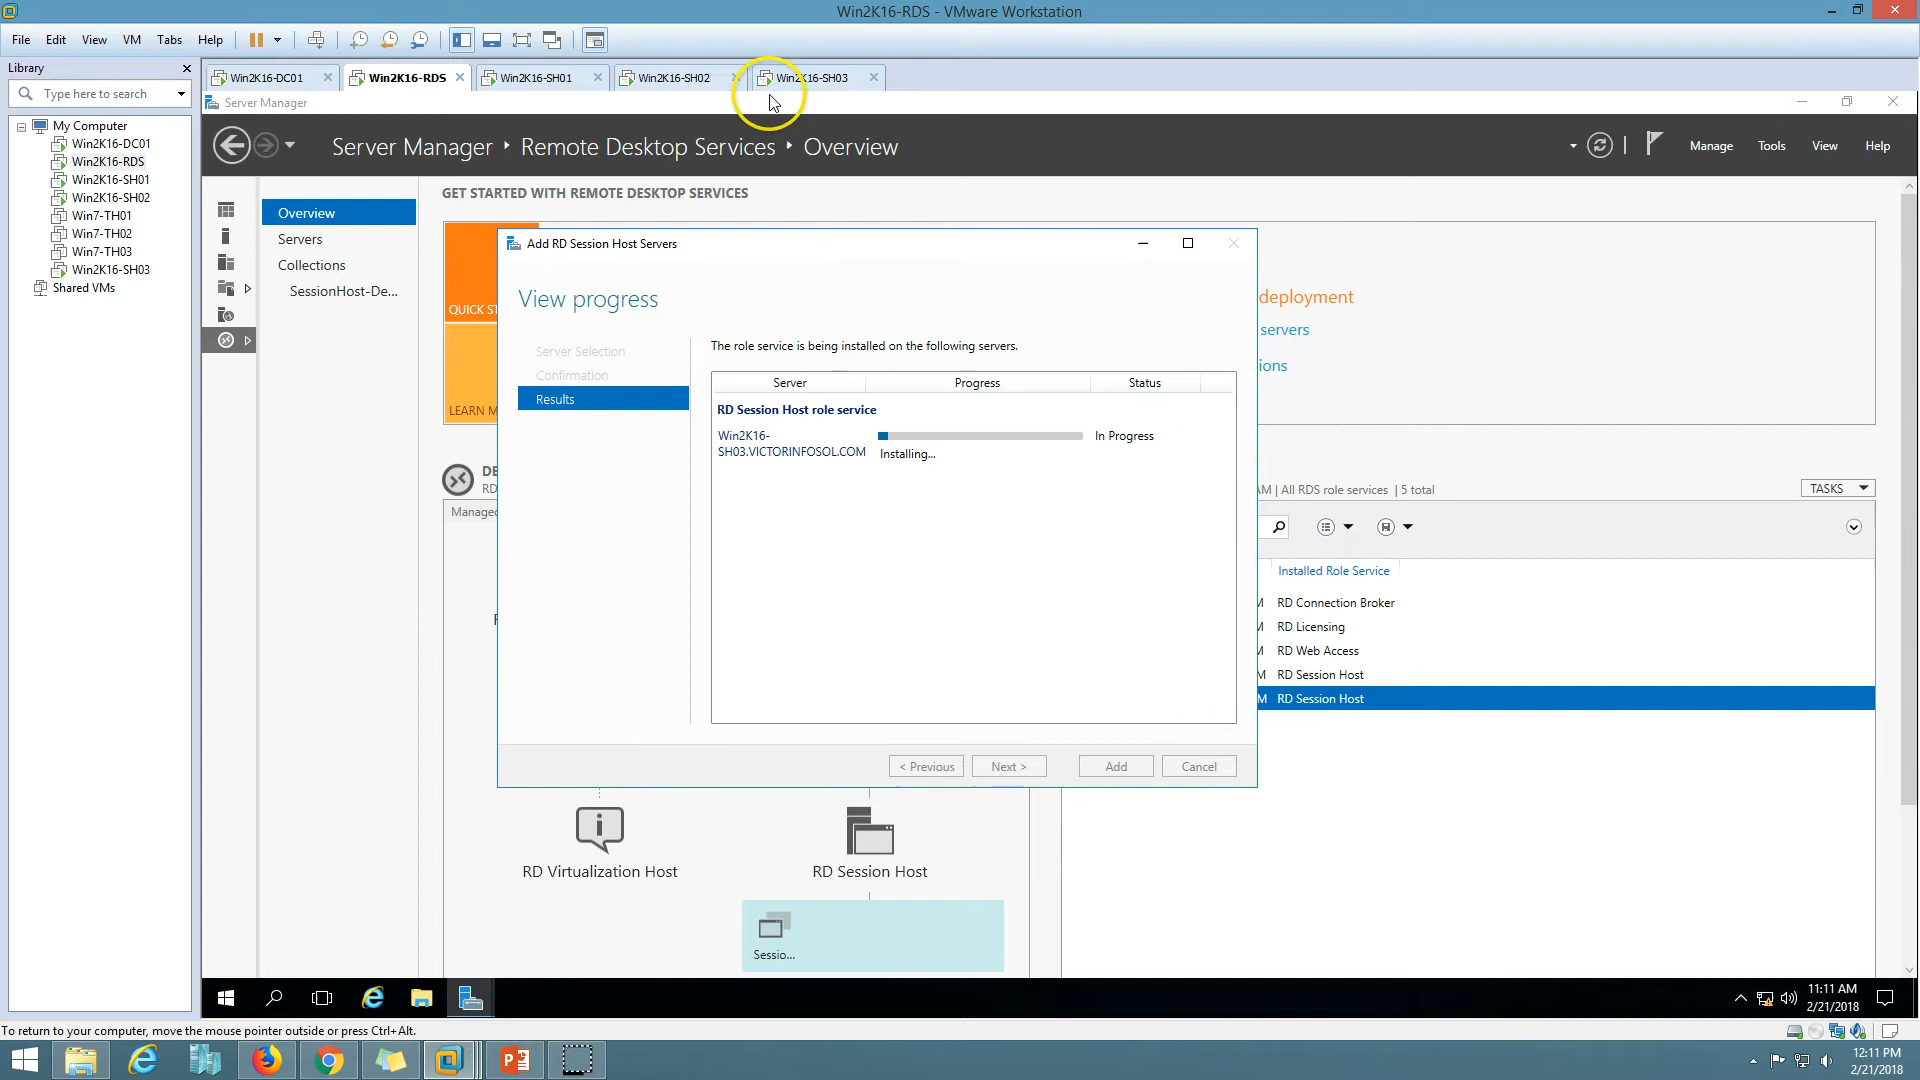 Win2K16-RDS - VMware Workstation
File Edit View VM Tabs Help
Library
Type here to search
My Computer
Win2K16-DC01
Win2K16-RDS
Win2K16-SH01
Win2K16-SH02
Win7-TH01
Win7-TH02
Win7-TH03
Win2K16-SH03
Shared VMs
Win2K16-DC01 Win2K16-RDS Win2K16-SH01 Win2K16-SH02 Win2K16-SH03
Server Manager
Server Manager Remote Desktop Services Overview
Manage Tools View Help
Overview
Servers
Collections
SessionHost-De...
GET STARTED WITH REMOTE DESKTOP SERVICES
QUICK ST
LEARN M
deployment
servers
ions
Add RD Session Host Servers
View progress
Server Selection
Confirmation
Results
The role service is being installed on the following servers.
Server Progress Status
RD Session Host role service
Win2K16-
SH03.VICTORINFOSOL.COM
Installing...
In Progress
< Previous Next > Add Cancel
DE
RD
Managed
RD Virtualization Host
RD Session Host
Sessio...
AM | All RDS role services | 5 total
TASKS
Installed Role Service
M RD Connection Broker
M RD Licensing
M RD Web Access
M RD Session Host
M RD Session Host
11:11 AM
2/21/2018
To return to your computer, move the mouse pointer outside or press Ctrl+Alt.
12:11 PM
2/21/2018